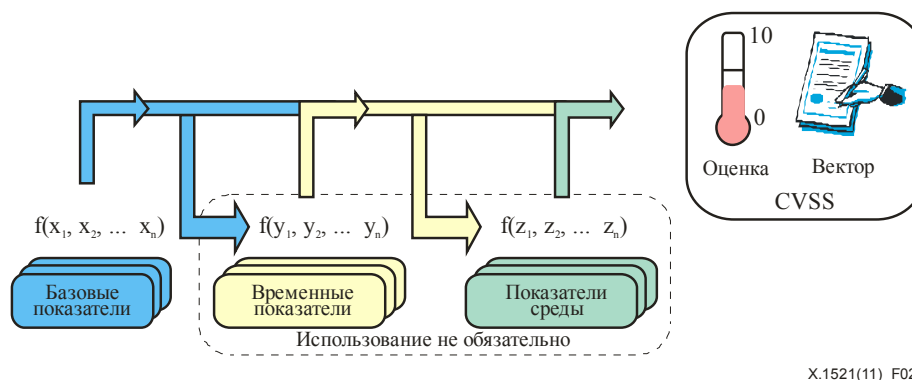 10
0
Оценка
Вектор
CVSS
f(x₁, x₂, ... xₙ)
f(y₁, y₂, ... yₙ)
f(z₁, z₂, ... zₙ)
Базовые
показатели
Временные
показатели
Показатели
среды
Использование не обязательно
X.1521(11)_F02